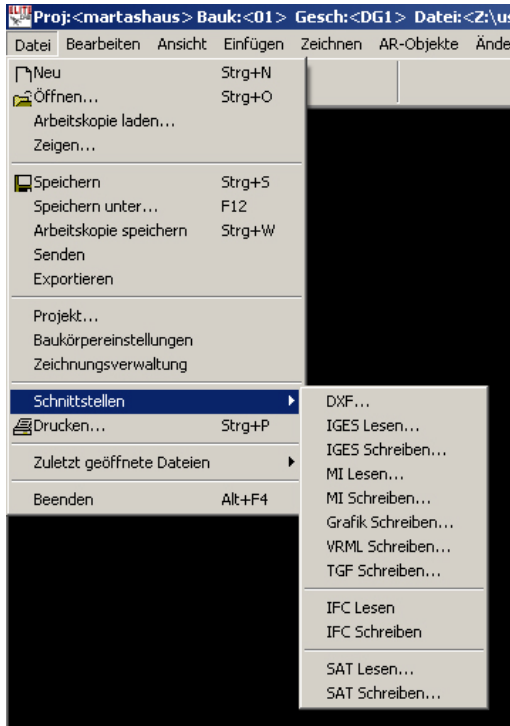 Proj:<martashaus> Bauk:<01> Gesch:<DG1> Datei:<Z:\us
Datei Bearbeiten Ansicht Einfügen Zeichnen AR-Objekte Ände
Neu Strg+N
Öffnen... Strg+O
Arbeitskopie laden...
Zeigen...
Speichern Strg+S
Speichern unter... F12
Arbeitskopie speichern Strg+W
Senden
Exportieren
Projekt...
Baukörpereinstellungen
Zeichnungsverwaltung
Schnittstellen
Drucken... Strg+P
Zuletzt geöffnete Dateien
Beenden Alt+F4
DXF...
IGES Lesen...
IGES Schreiben...
MI Lesen...
MI Schreiben...
Grafik Schreiben...
VRML Schreiben...
TGF Schreiben...
IFC Lesen
IFC Schreiben
SAT Lesen...
SAT Schreiben...